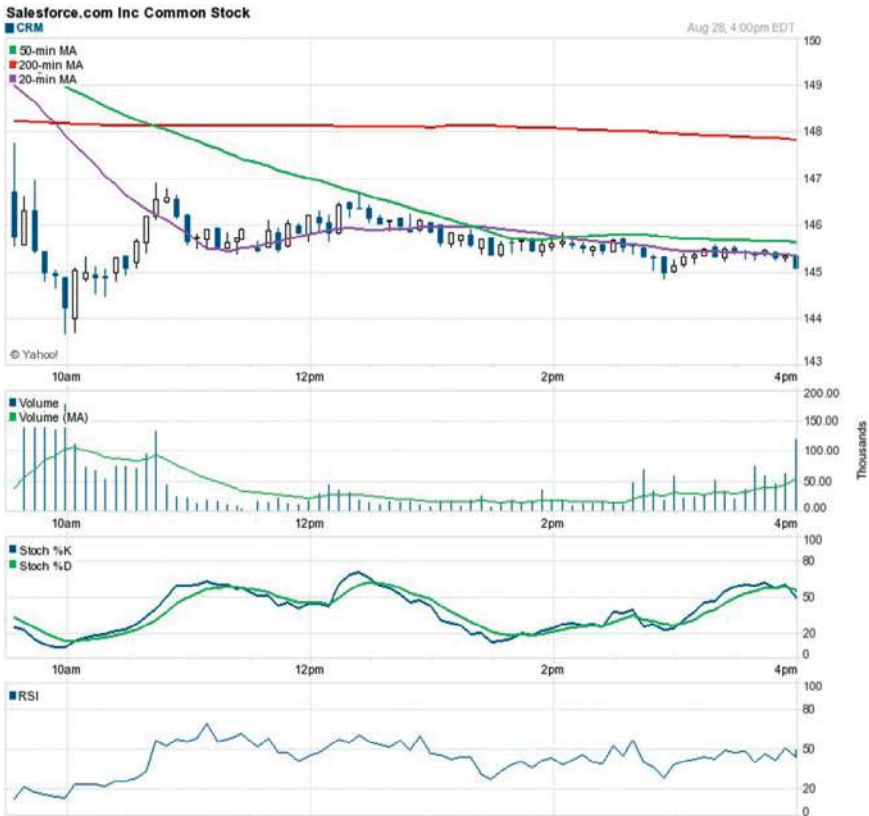 Salesforce.com Inc Common Stock
CRM
Aug 28, 4:00pm EDT
50-min MA
200-min MA
20-min MA
150
149
148
147
146
145
144
143
© Yahoo!
10am 12pm 2pm 4pm
Volume
Volume (MA)
200.00
150.00
100.00
50.00
0.00
Thousands
10am 12pm 2pm 4pm
Stoch %K
Stoch %D
100
80
50
20
0
10am 12pm 2pm 4pm
RSI
100
80
50
20
0